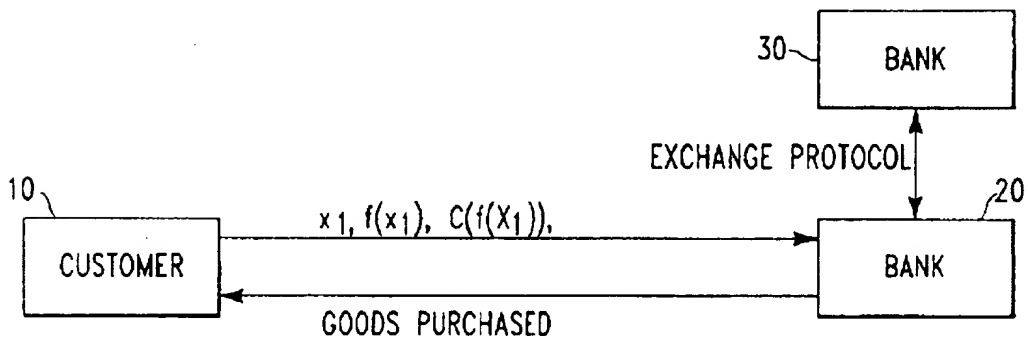 30
BANK
EXCHANGE PROTOCOL
10
x1, f(x1), C(f(X1)),
20
CUSTOMER
BANK
GOODS PURCHASED